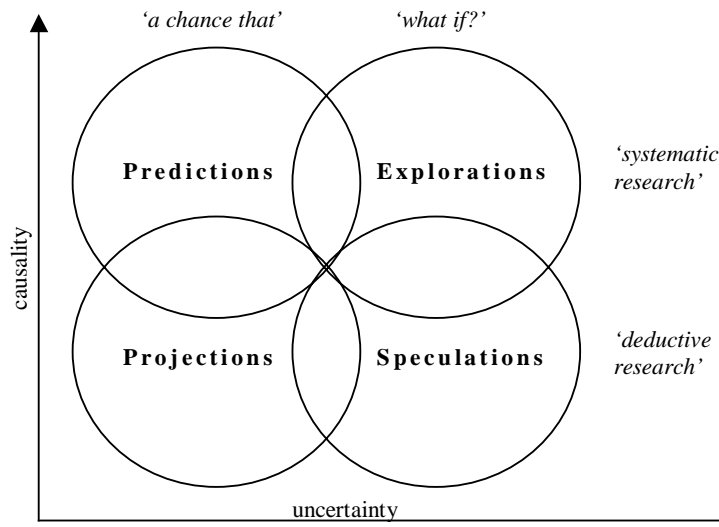 ‘a chance that’ ‘what if?’
Predictions Explorations
‘systematic
research’
causality
Projections Speculations
‘deductive
research’
uncertainty